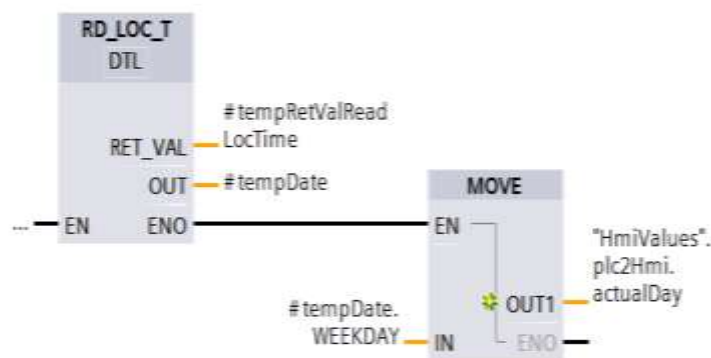 RD_LOC_T
DTL
#tempRetValRead
RET_VAL LocTime
OUT #tempDate
... EN ENO
MOVE
EN
"HmiValues".
plc2Hmi.
OUT1 actualDay
#tempDate.
WEEKDAY IN ENO